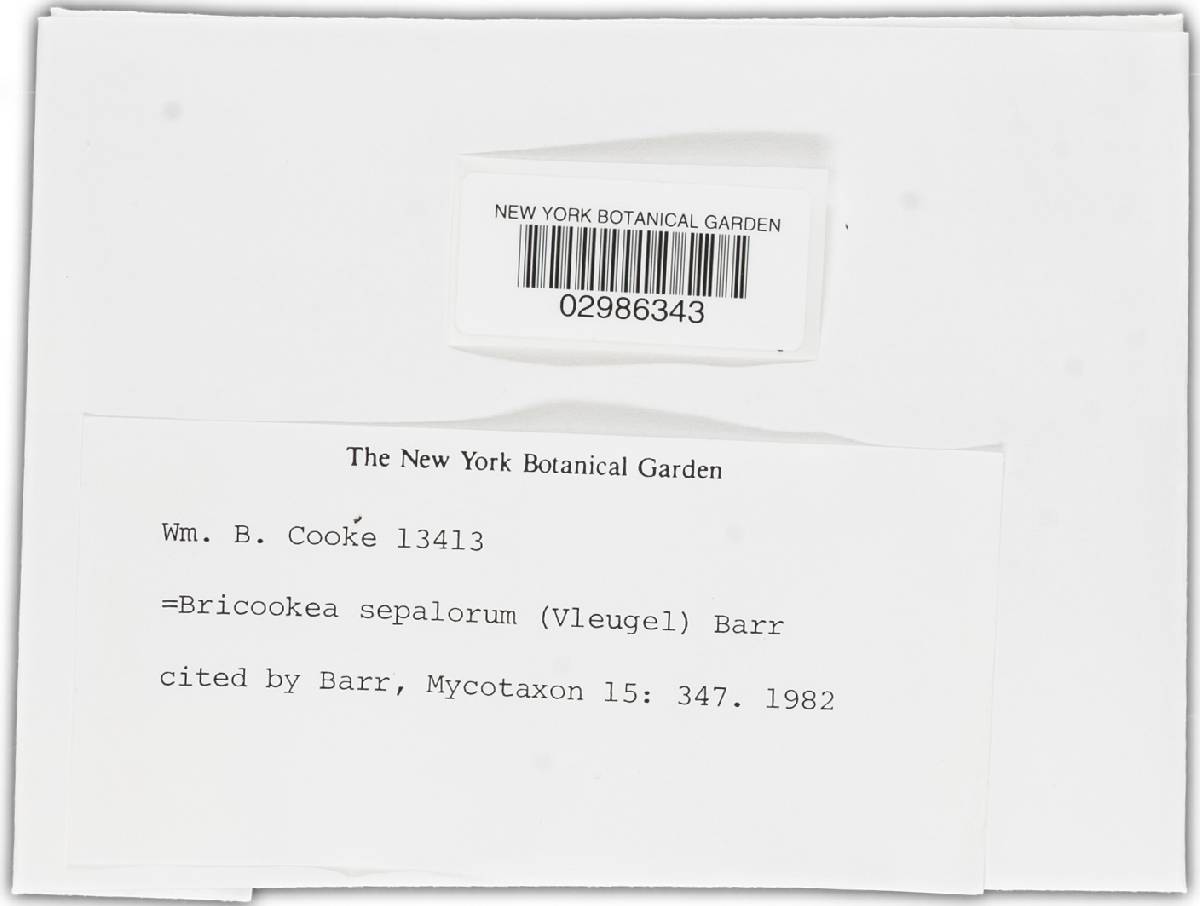 NEW YORK BOTANICAL GARDEN
02986343
The New York Botanical Garden
Wm. B. Cooke 13413
=Bricookea sepalorum (Vleugel) Barr
cited by Barr, Mycotaxon 15: 347. 1982